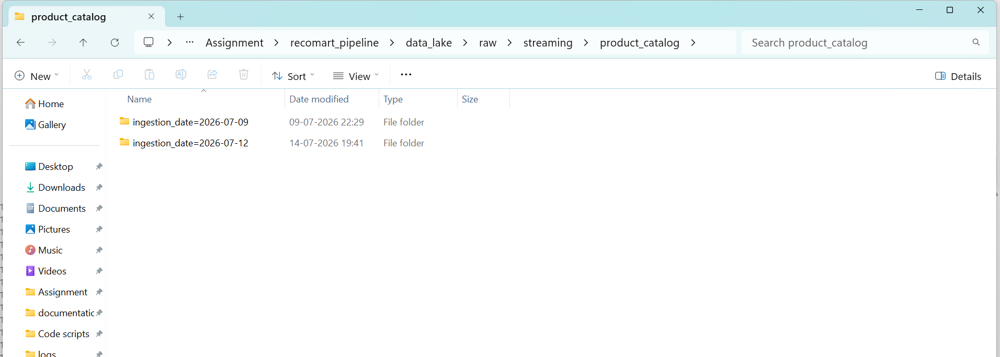 product_catalog
Assignment recomart_pipeline data_lake raw streaming product_catalog Search product_catalog
New Sort View Details
Name Date modified Type Size
ingestion_date=2026-07-09 09-07-2026 22:29 File folder
ingestion_date=2026-07-12 14-07-2026 19:41 File folder
Home
Gallery
Desktop
Downloads
Documents
Pictures
Music
Videos
Assignment
documentatic
Code scripts
logs